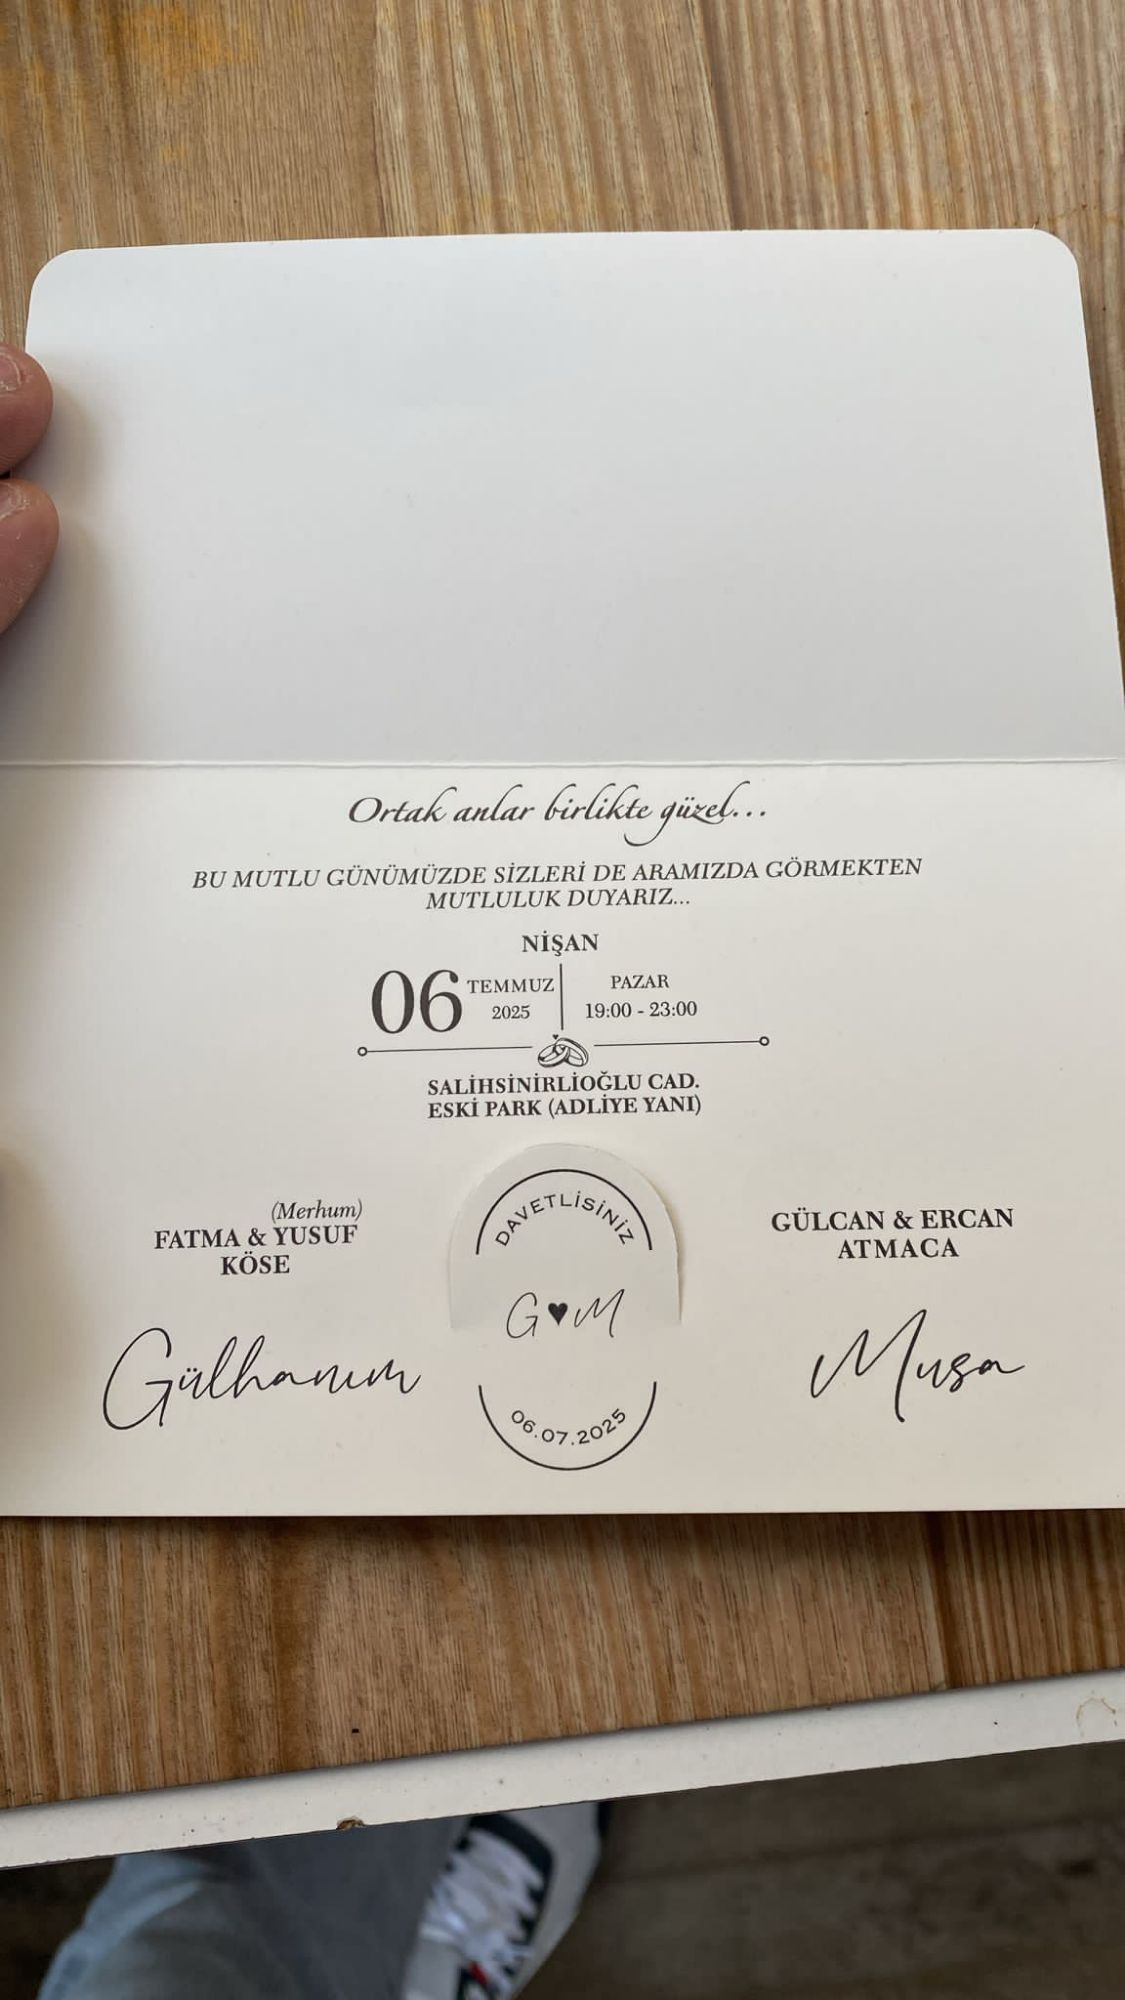 Ortak anlar birlikte güzel...
BU MUTLU GÜNÜMÜZDE SİZLERİ DE ARAMIZDA GÖRMEKTEN
MUTLULUK DUYARIZ...
NİŞAN
06 TEMMUZ 2025
PAZAR
19:00 - 23:00
SALİHSİNİRLİOĞLU CAD.
ESKİ PARK (ADLİYE YANI)
(Merhum)
FATMA & YUSUF
KÖSE
Gülhanım
DAVETLİSİNİZ
G♥M
06.07.2025
GÜLCAN & ERCAN
ATMACA
Musa